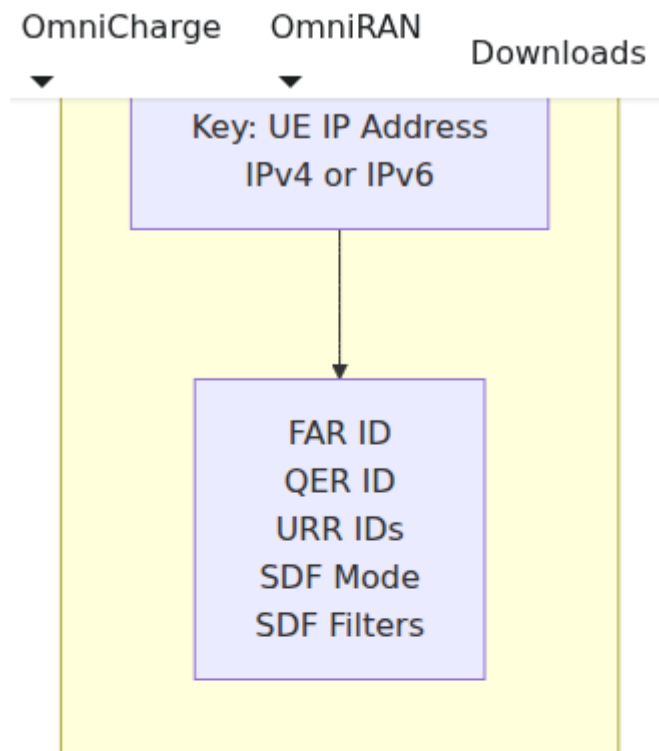 OmniCharge OmniRAN Downloads
Key: UE IP Address
IPv4 or IPv6
FAR ID
QER ID
URR IDs
SDF Mode
SDF Filters